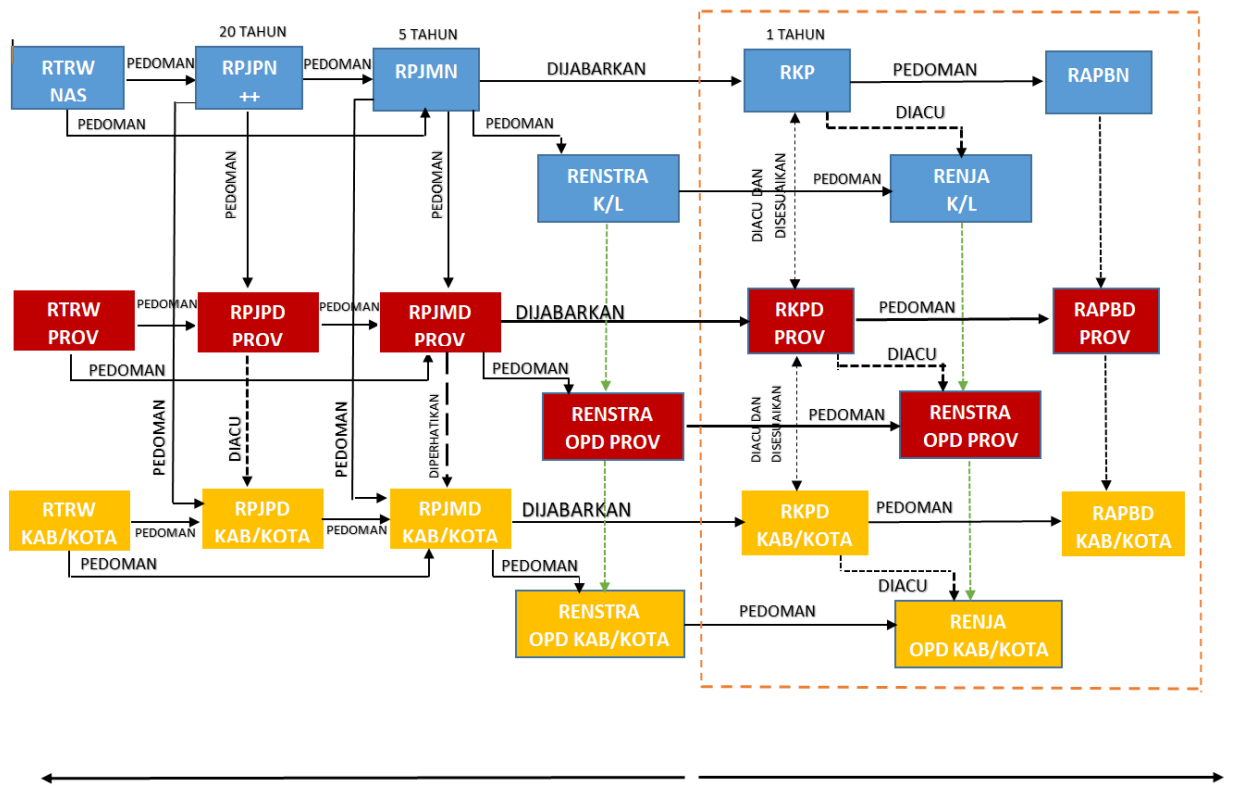 20 TAHUN
5 TAHUN
1 TAHUN
RTRW
NAS
PEDOMAN
RPJPN
++
PEDOMAN
RPJMN
DIJABARKAN
RKP
PEDOMAN
RAPBN
PEDOMAN
PEDOMAN
DIACU
PEDOMAN
PEDOMAN
RENSTRA
K/L
PEDOMAN
RENJA
K/L
DIACU DAN
DISESUAIKAN
RTRW
PROV
PEDOMAN
RPJPD
PROV
PEDOMAN
RPJMD
PROV
DIJABARKAN
RKPD
PROV
PEDOMAN
RAPBD
PROV
PEDOMAN
PEDOMAN
DIACU
PEDOMAN
DIACU
PEDOMAN
DIPERHATIKAN
RENSTRA
OPD PROV
PEDOMAN
RENSTRA
OPD PROV
DIACU DAN
DISESUAIKAN
RTRW
KAB/KOTA
PEDOMAN
RPJPD
KAB/KOTA
PEDOMAN
RPJMD
KAB/KOTA
DIJABARKAN
RKPD
KAB/KOTA
PEDOMAN
RAPBD
KAB/KOTA
PEDOMAN
PEDOMAN
DIACU
RENSTRA
OPD KAB/KOTA
PEDOMAN
RENJA
OPD KAB/KOTA